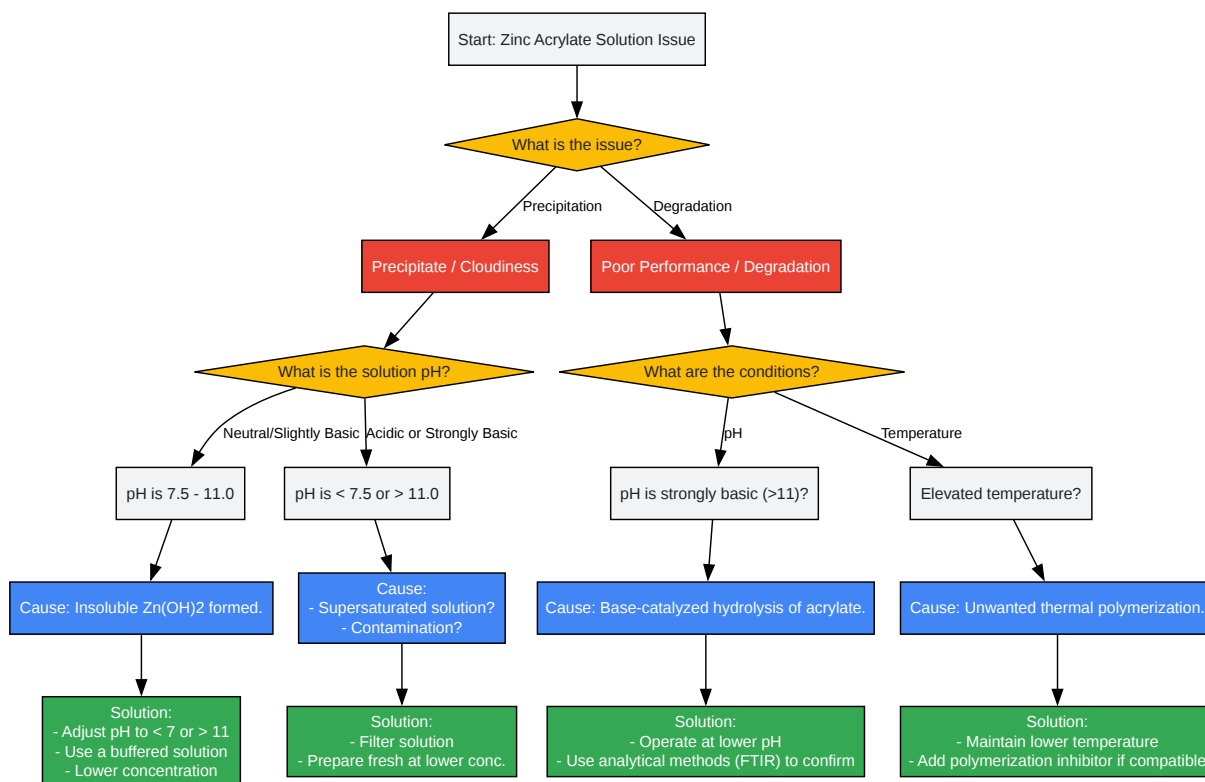 Start: Zinc Acrylate Solution Issue
What is the issue?
Precipitation
Degradation
Precipitate / Cloudiness
Poor Performance / Degradation
What is the solution pH?
What are the conditions?
Neutral/Slightly Basic
Acidic or Strongly Basic
pH
Temperature
pH is 7.5 - 11.0
pH is < 7.5 or > 11.0
pH is strongly basic (>11)?
Elevated temperature?
Cause: Insoluble Zn(OH)2 formed.
Cause:
- Supersaturated solution?
- Contamination?
Cause: Base-catalyzed hydrolysis of acrylate.
Cause: Unwanted thermal polymerization.
Solution:
- Adjust pH to < 7 or > 11
- Use a buffered solution
- Lower concentration
Solution:
- Filter solution
- Prepare fresh at lower conc.
Solution:
- Operate at lower pH
- Use analytical methods (FTIR) to confirm
Solution:
- Maintain lower temperature
- Add polymerization inhibitor if compatible